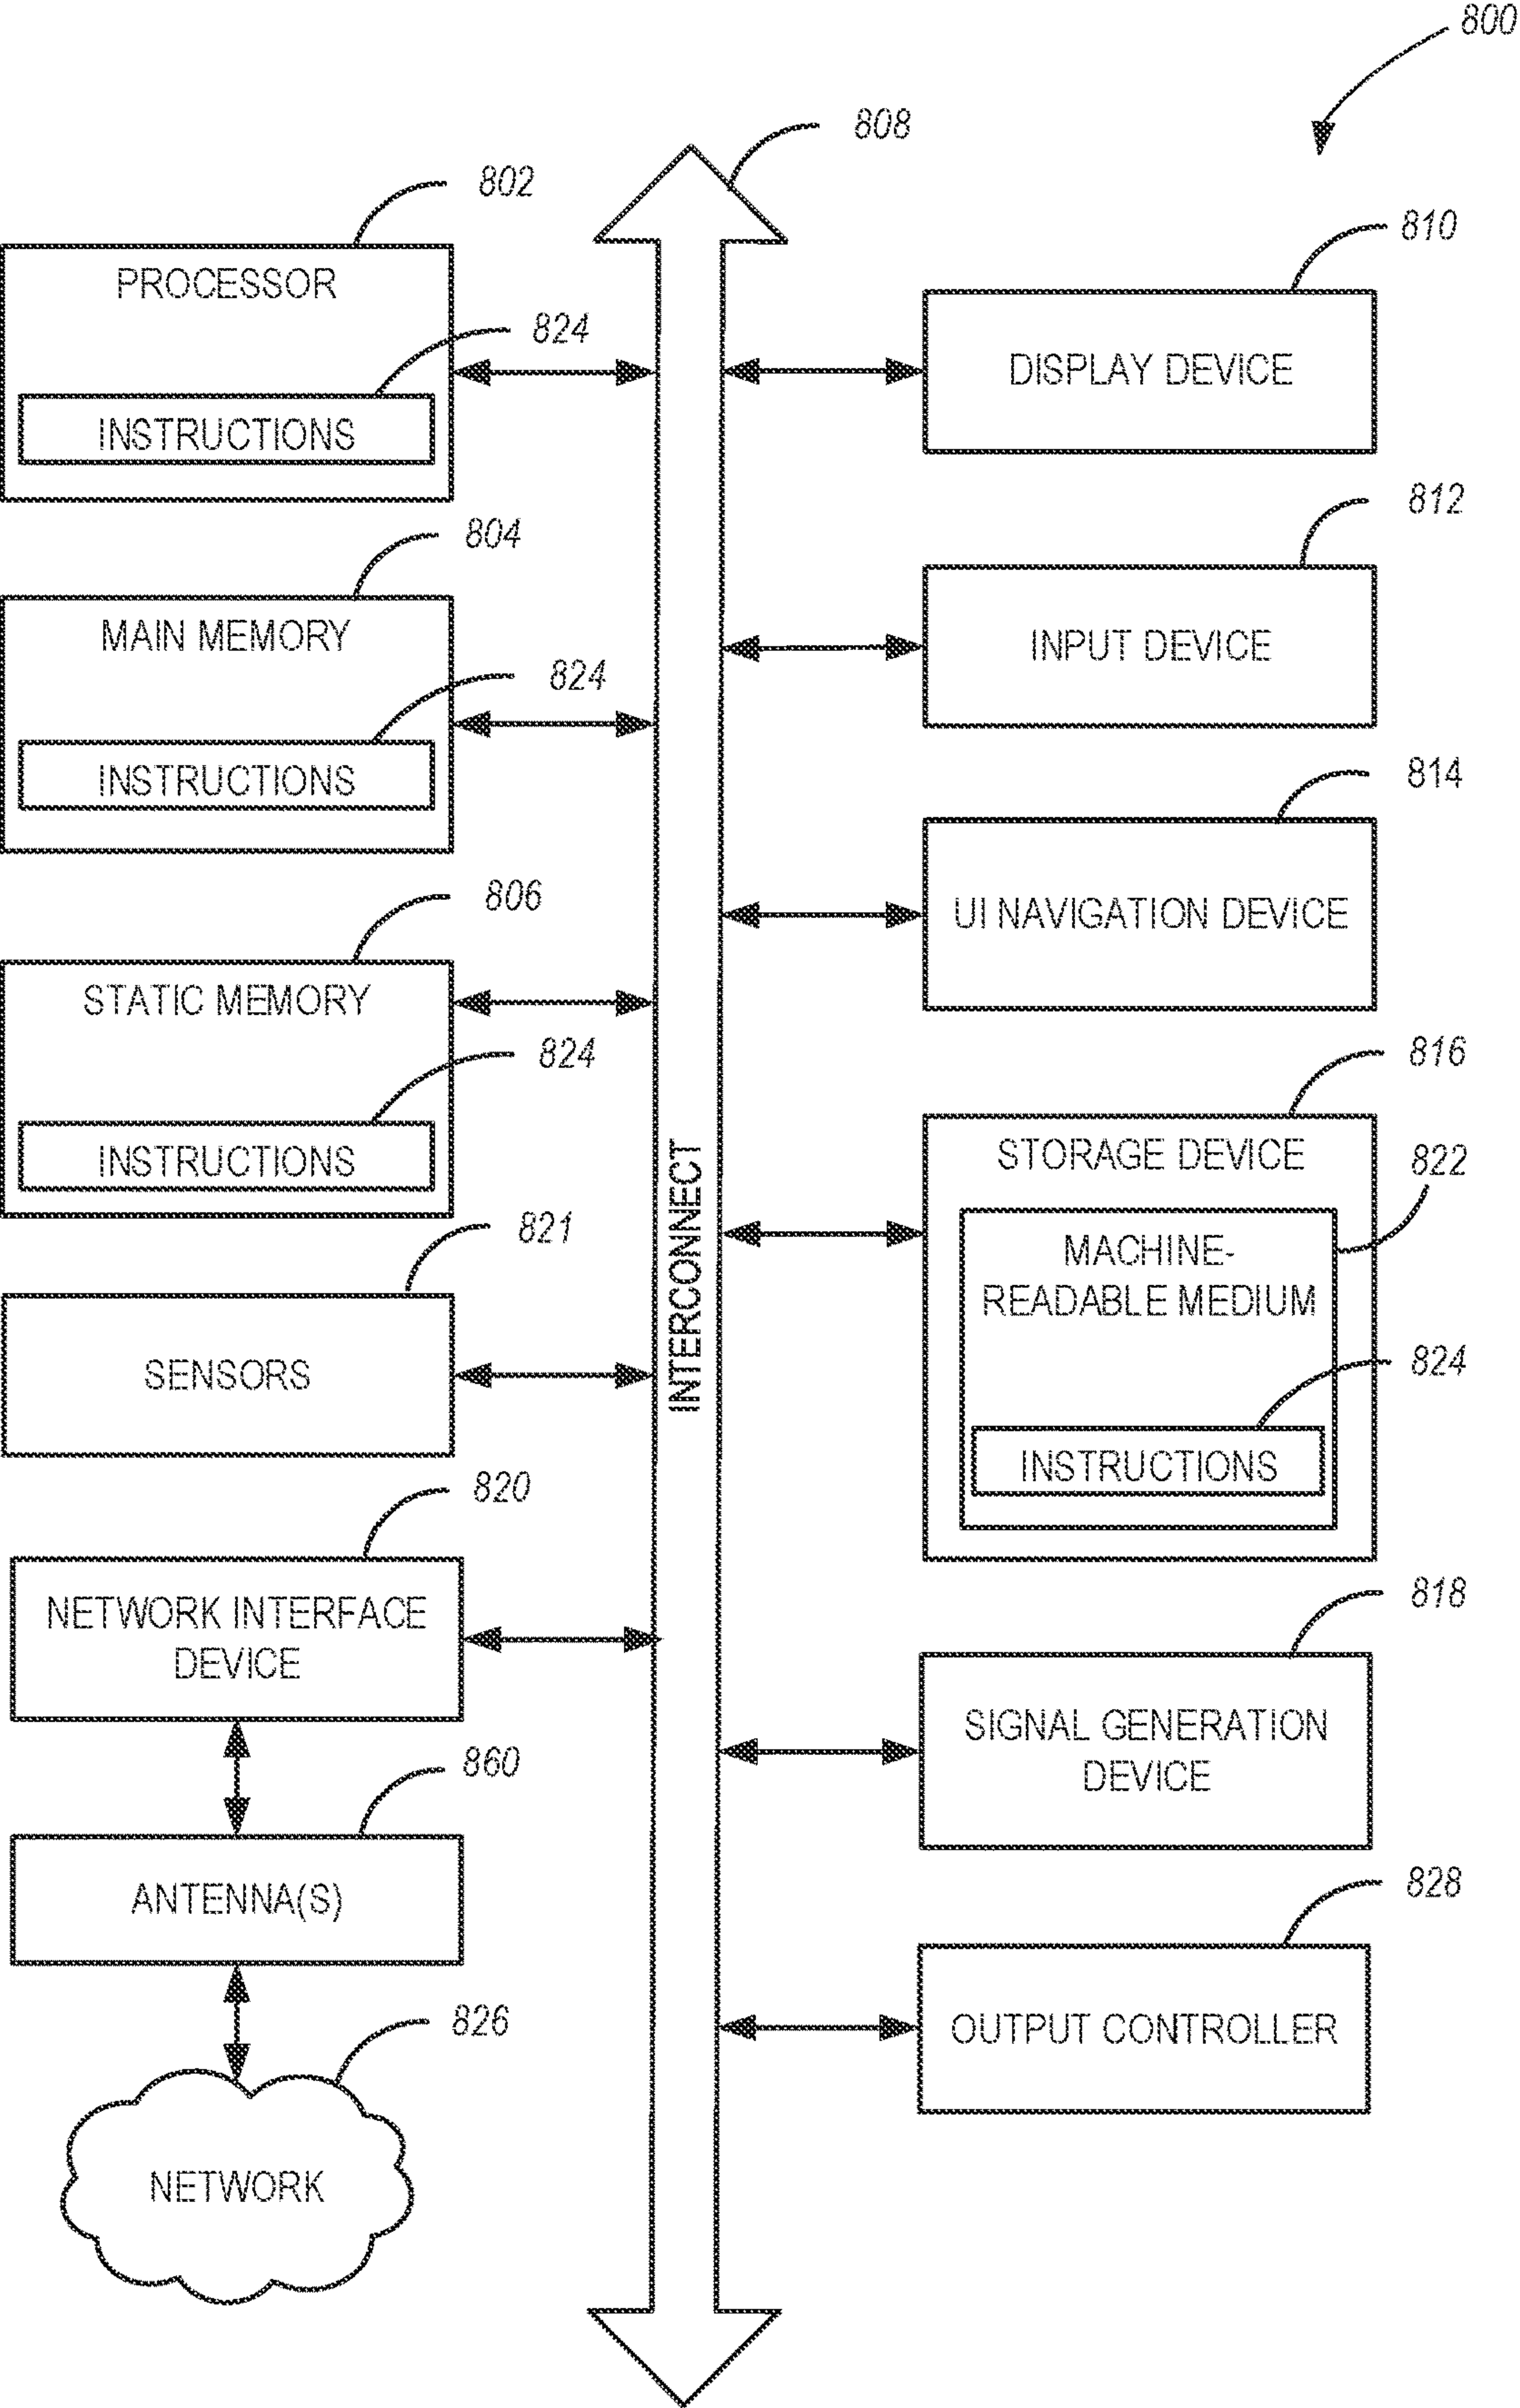 800
808
802
PROCESSOR
824
INSTRUCTIONS
804
MAIN MEMORY
824
INSTRUCTIONS
806
STATIC MEMORY
824
INSTRUCTIONS
821
SENSORS
820
NETWORK INTERFACE
DEVICE
860
ANTENNA(S)
826
NETWORK
INTERCONNECT
810
DISPLAY DEVICE
812
INPUT DEVICE
814
UI NAVIGATION DEVICE
816
STORAGE DEVICE
822
MACHINE-
READABLE MEDIUM
824
INSTRUCTIONS
818
SIGNAL GENERATION
DEVICE
828
OUTPUT CONTROLLER